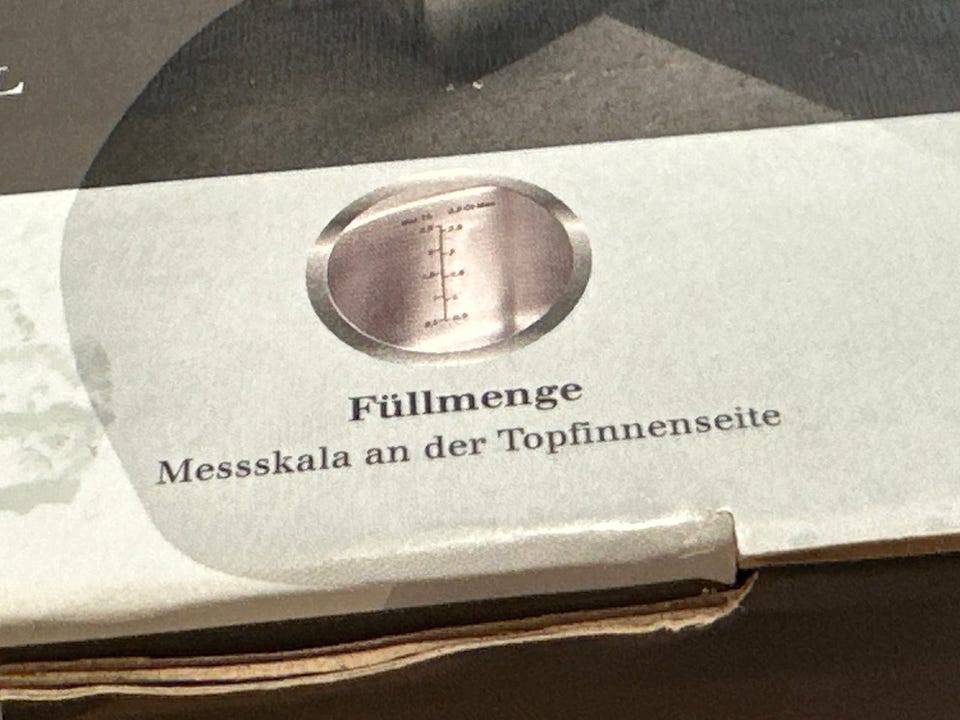 Füllmenge
Messskala an der Topfinnenseite